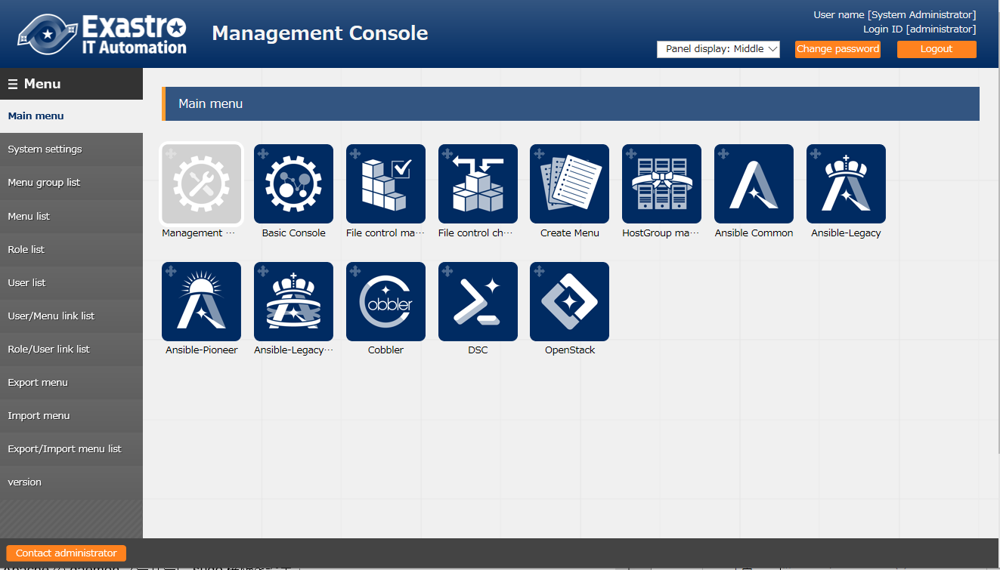 Exastro
IT Automation
Management Console
User name [System Administrator]
Login ID [administrator]
Panel display: Middle
Change password
Logout
Menu
Main menu
System settings
Menu group list
Menu list
Role list
User list
User/Menu link list
Role/User link list
Export menu
Import menu
Export/Import menu list
version
Main menu
Management ···
Basic Console
File control ma···
File control ch···
Create Menu
HostGroup ma···
Ansible Common
Ansible-Legacy
Ansible-Pioneer
Ansible-Legacy···
Cobbler
Cobbler
DSC
OpenStack
Contact administrator